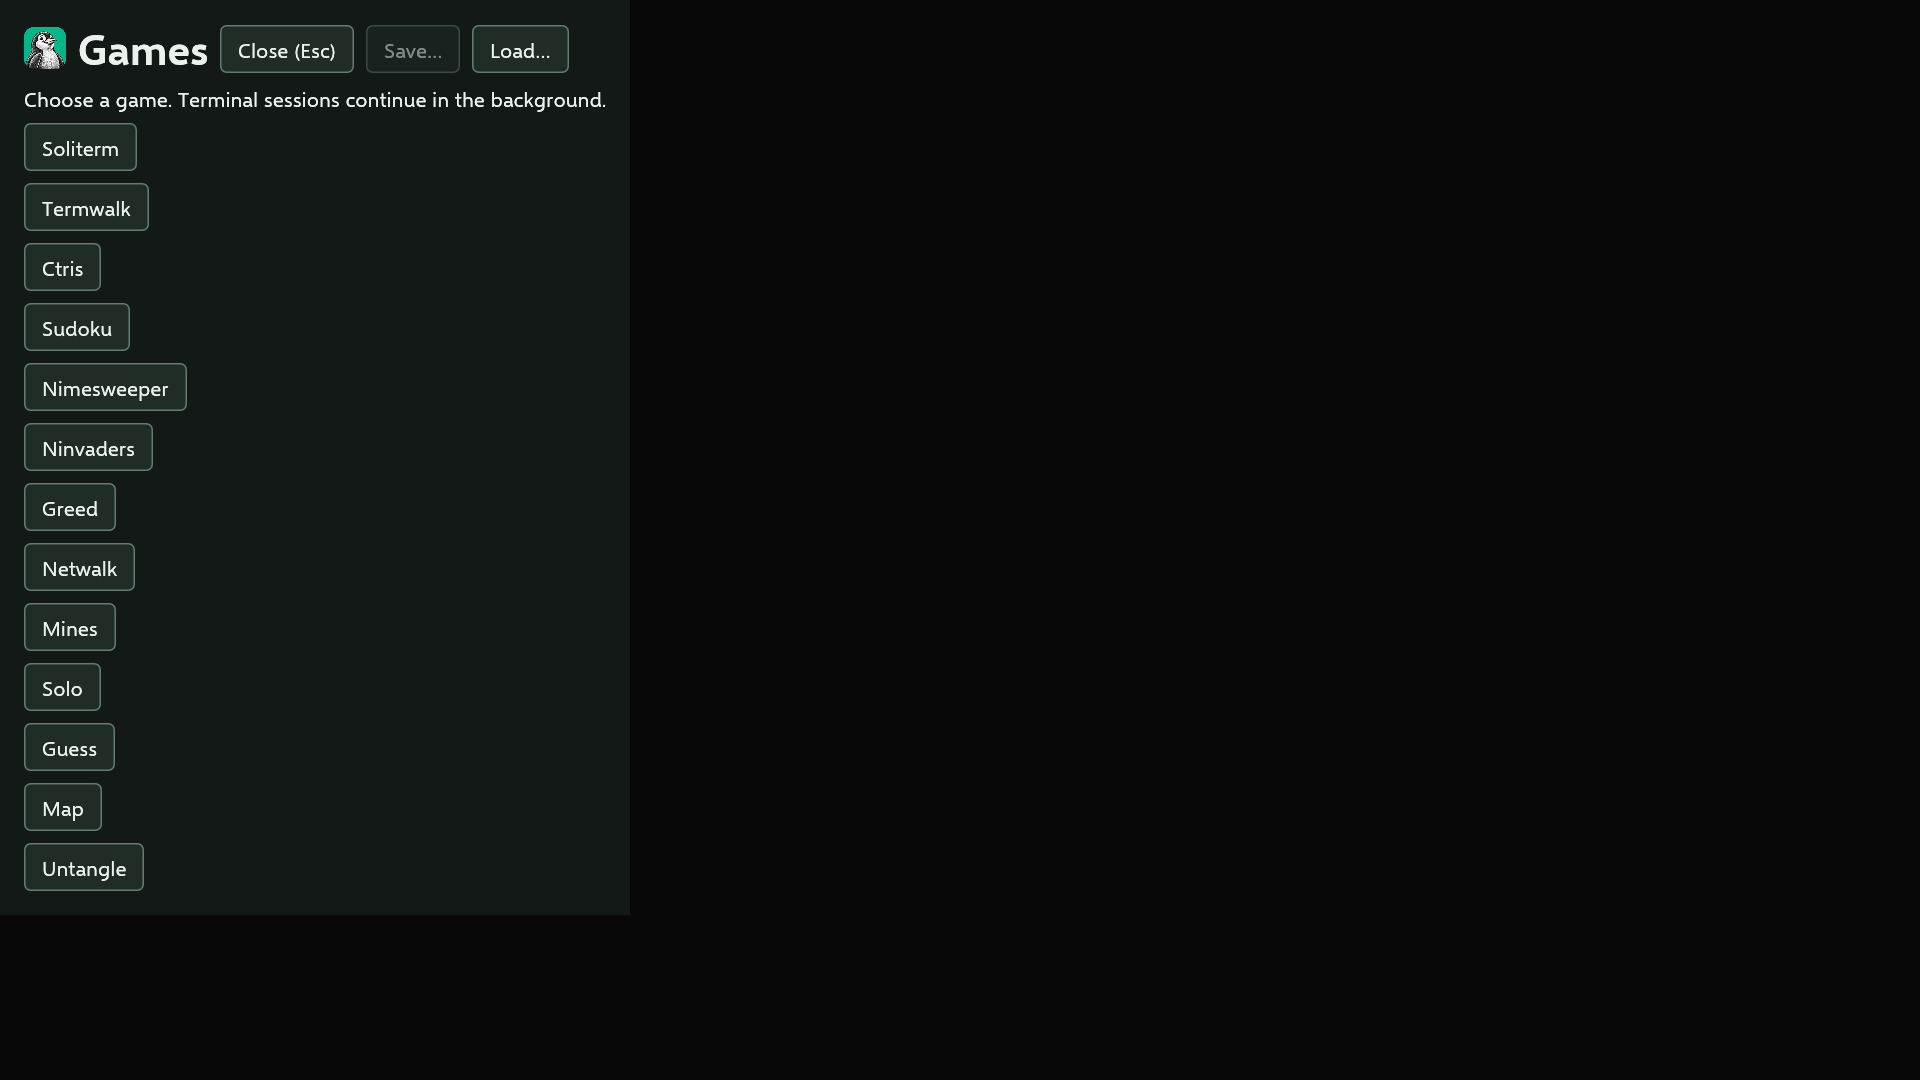 Games Close (Esc) Save... Load...
Choose a game. Terminal sessions continue in the background.
Soliterm
Termwalk
Ctris
Sudoku
Nimesweeper
Ninvaders
Greed
Netwalk
Mines
Solo
Guess
Map
Untangle